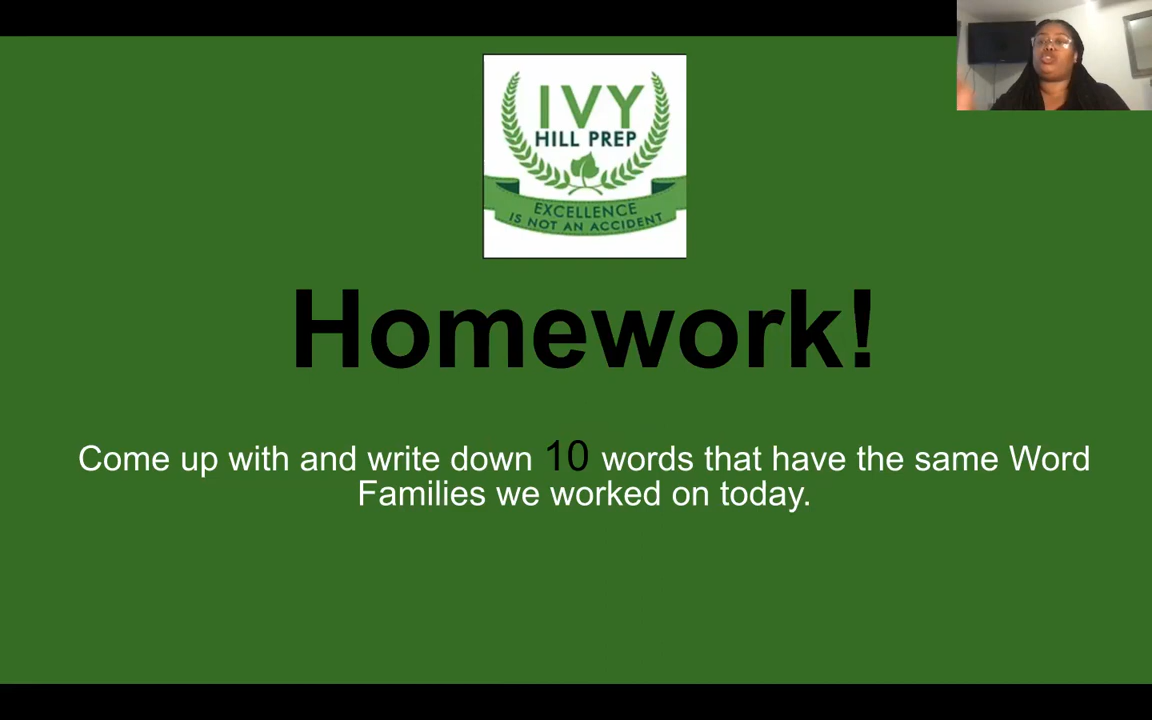 IVY
HILL PREP
EXCELLENCE
IS NOT AN ACCIDENT
Homework!
Come up with and write down 10 words that have the same Word
Families we worked on today.